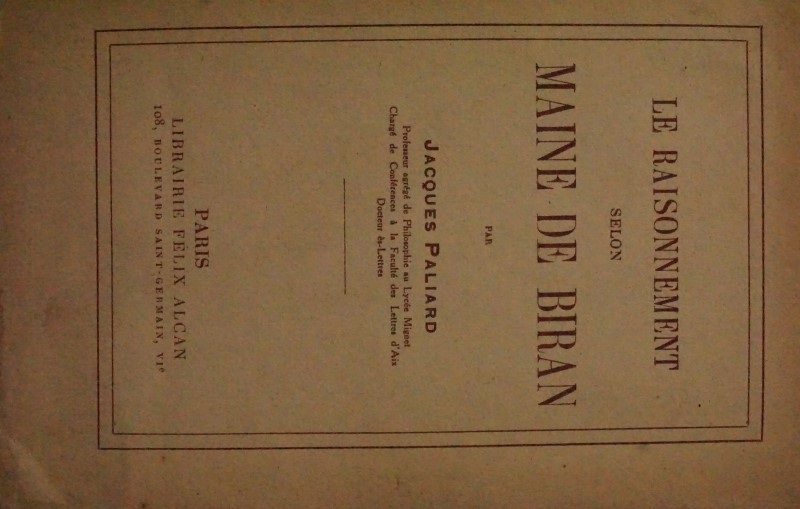 LE RAISONNEMENT
SELON
MAINE DE BIRAN
PAR
JACQUES PALIARD
Professeur agrégé de Philosophie au Lycée Mignet
Chargé de Conférences à la Faculté des Lettres d'Aix
Docteur ès-Lettres
PARIS
LIBRAIRIE FÉLIX ALCAN
108, BOULEVARD SAINT-GERMAIN, VIe